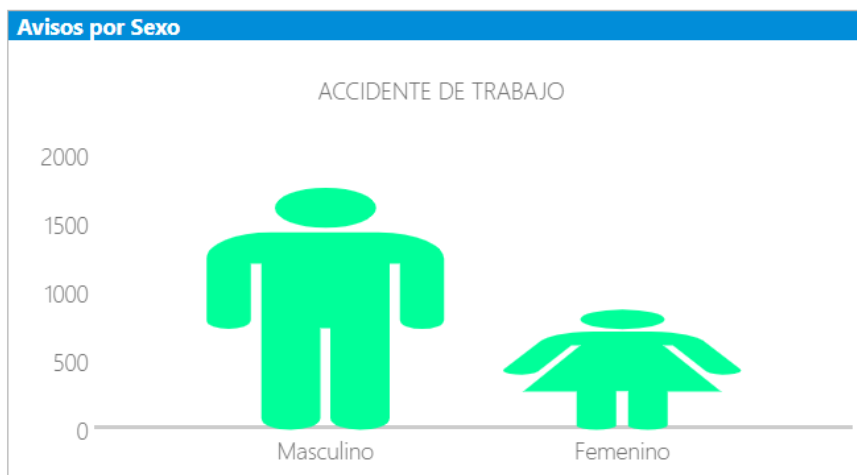 Avisos por Sexo
ACCIDENTE DE TRABAJO
2000
1500
1000
500
0
Masculino Femenino